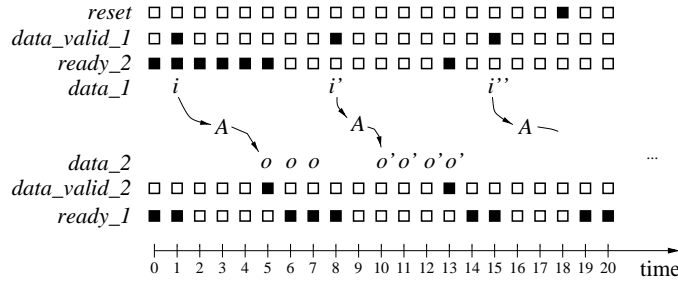 reset
data_valid_1
ready_2
data_1 i i' i''
A A A
data_2 o o o o' o' o' o' ...
data_valid_2
ready_1
0 1 2 3 4 5 6 7 8 9 10 11 12 13 14 15 16 17 18 19 20
time